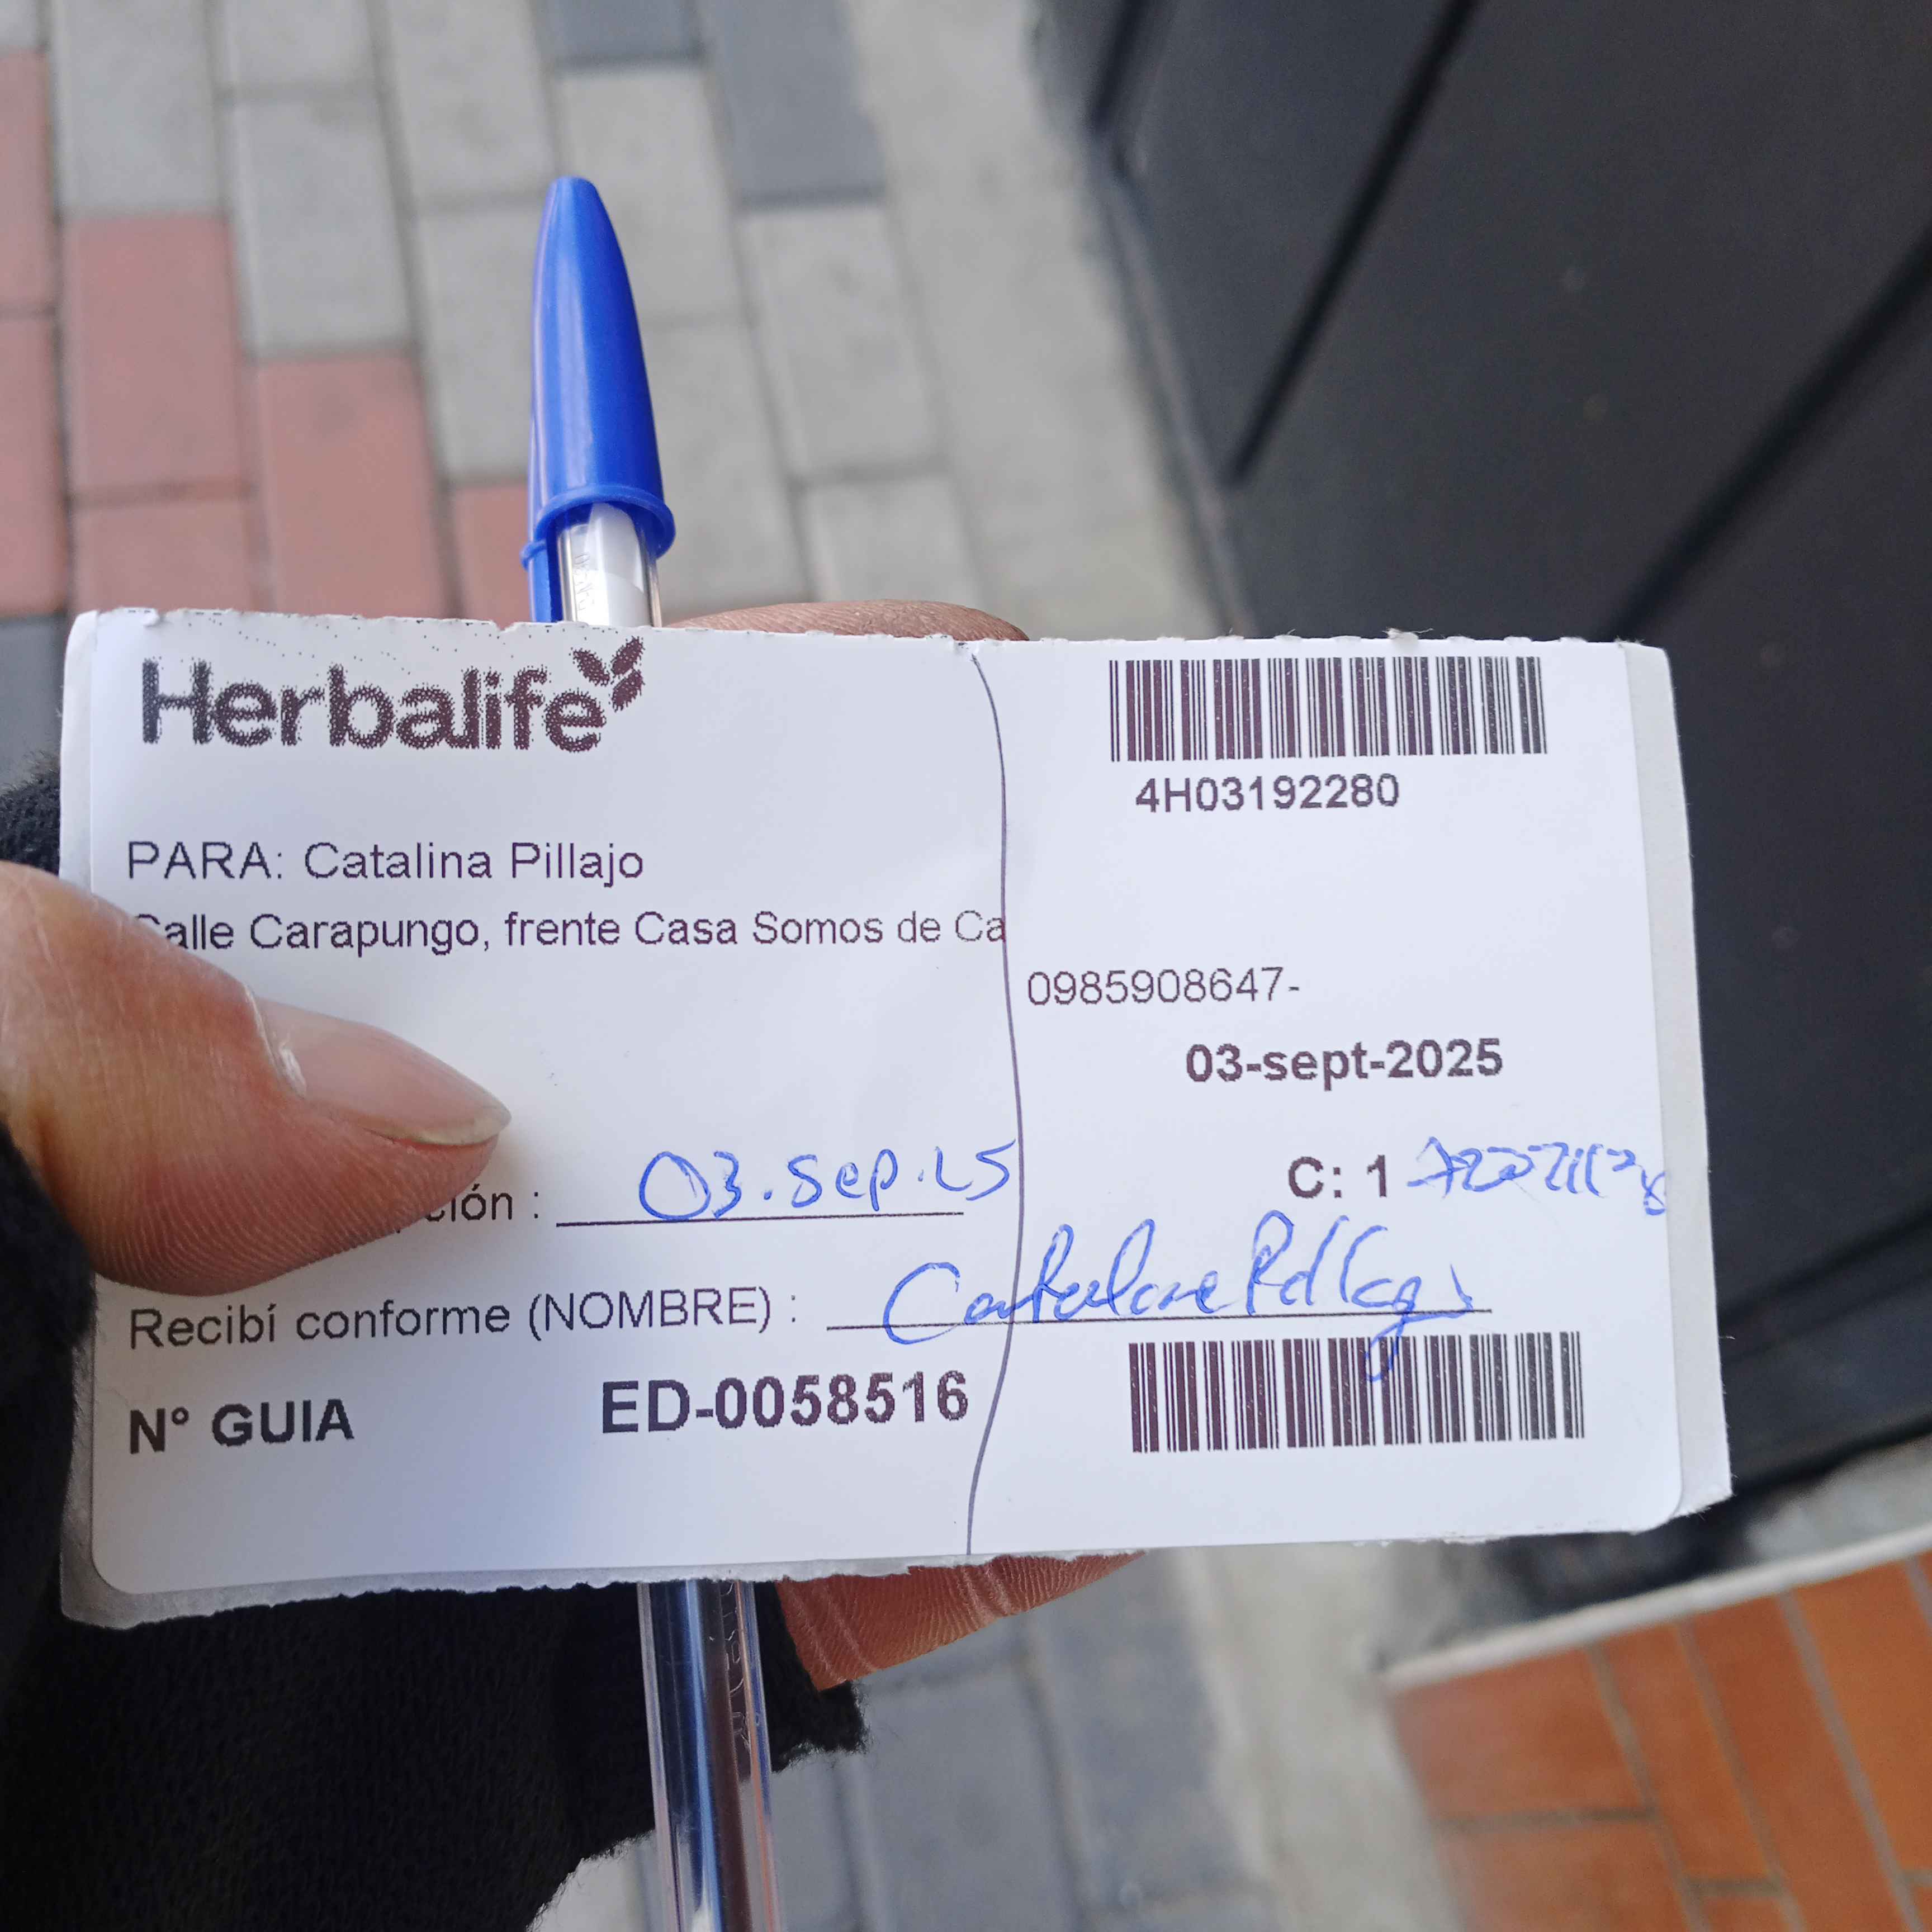 Herbalife
4H03192280
PARA: Catalina Pillajo
Calle Carapungo, frente Casa Somos de Ca
0985908647-
03-sept-2025
ción : 03.sep.25
C: 1
Recibí conforme (NOMBRE) :
N° GUIA ED-0058516